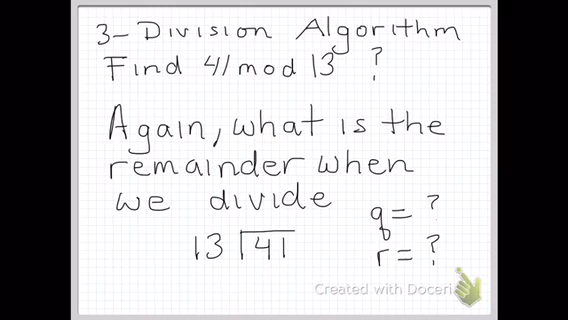 3- Division Algorithm
Find 41 mod 13 ?
Again, what is the
remainder when
we divide
q = ?
13 41
r = ?
Created with Doceri